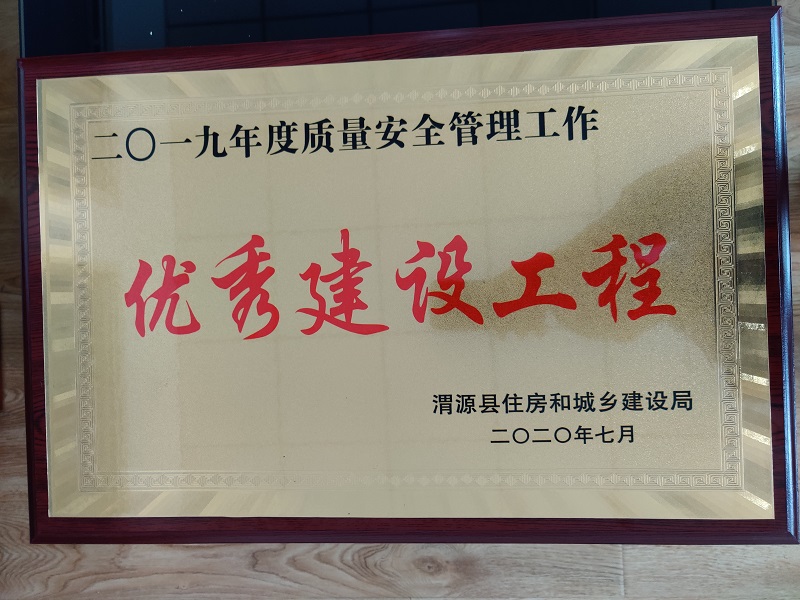 二〇一九年度质量安全管理工作
优秀建设工程
渭源县住房和城乡建设局
二〇二〇年七月